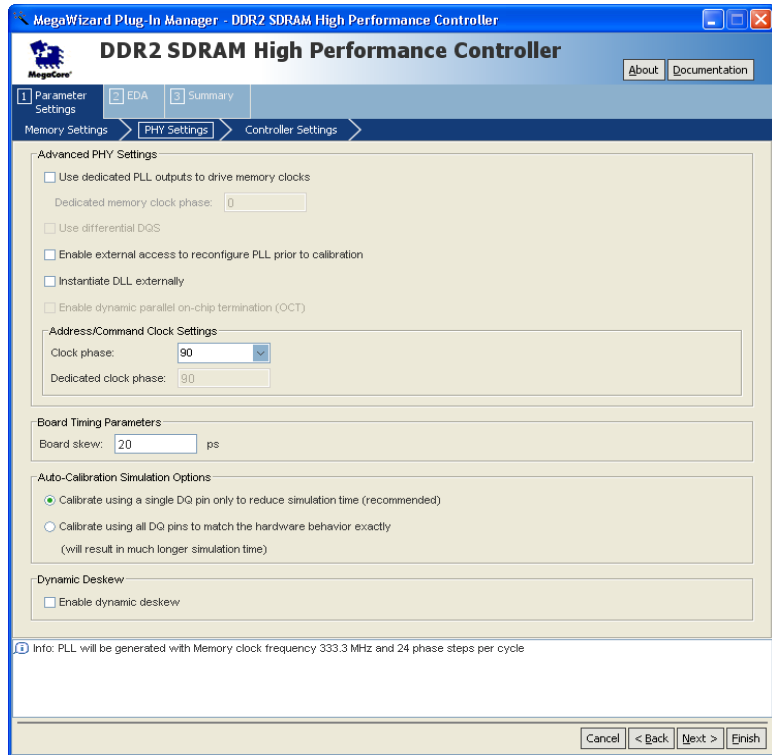 MegaWizard Plug-In Manager - DDR2 SDRAM High Performance Controller
DDR2 SDRAM High Performance Controller
MegaCore®
About Documentation
1 Parameter Settings
2 EDA
3 Summary
Memory Settings PHY Settings Controller Settings
Advanced PHY Settings
Use dedicated PLL outputs to drive memory clocks
Dedicated memory clock phase: 0
Use differential DQS
Enable external access to reconfigure PLL prior to calibration
Instantiate DLL externally
Enable dynamic parallel on-chip termination (OCT)
Address/Command Clock Settings
Clock phase: 90
Dedicated clock phase: 90
Board Timing Parameters
Board skew: 20 ps
Auto-Calibration Simulation Options
Calibrate using a single DQ pin only to reduce simulation time (recommended)
Calibrate using all DQ pins to match the hardware behavior exactly
(will result in much longer simulation time)
Dynamic Deskew
Enable dynamic deskew
Info: PLL will be generated with Memory clock frequency 333.3 MHz and 24 phase steps per cycle
Cancel < Back Next > Finish